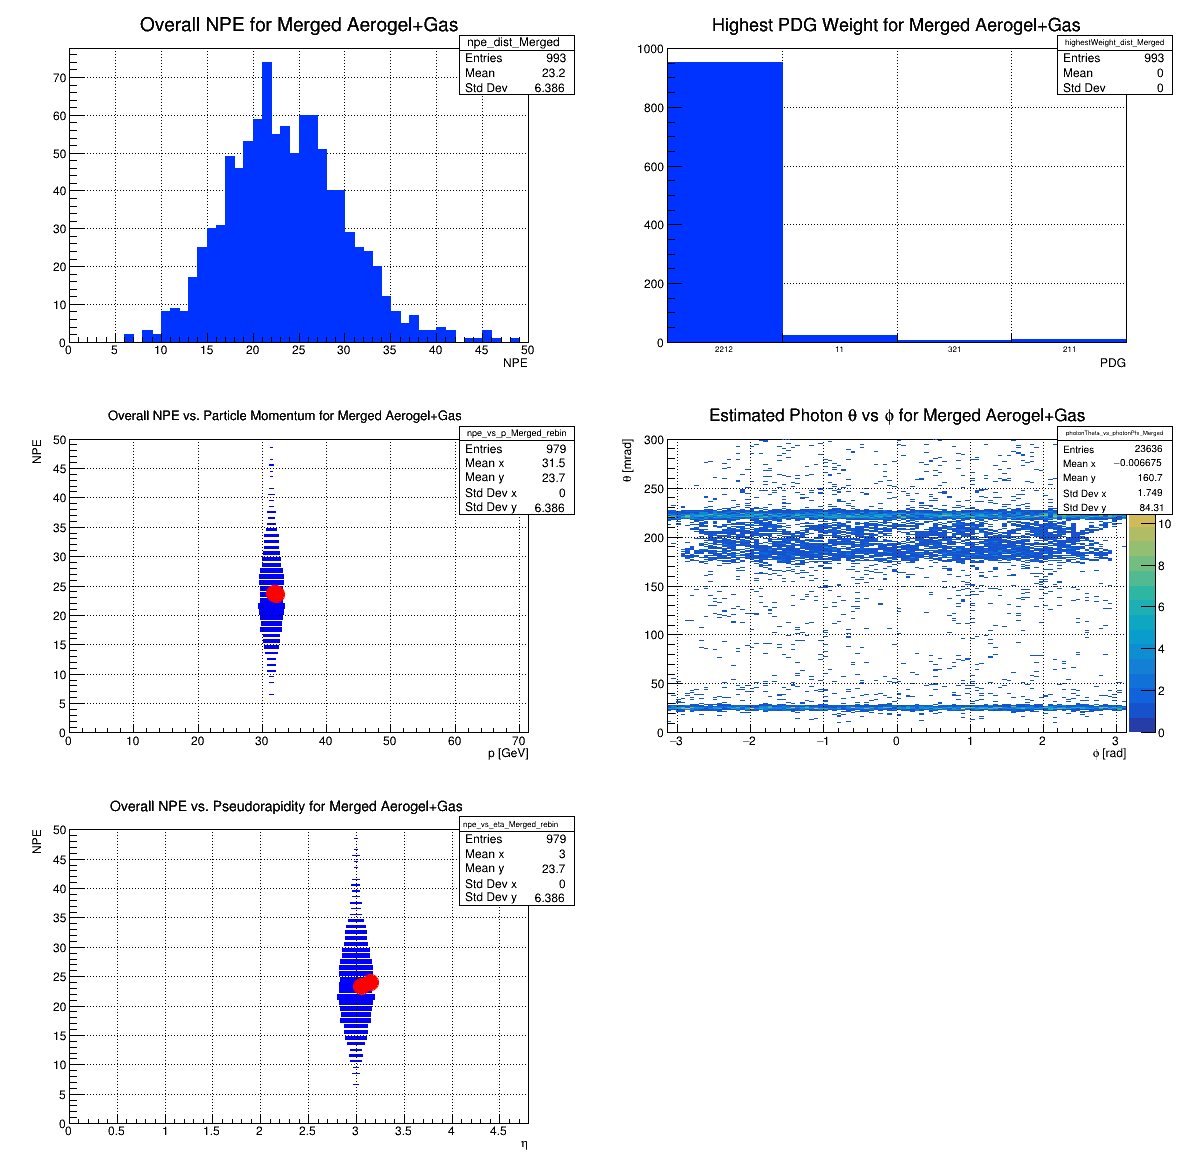 Overall NPE for Merged Aerogel+Gas
npe_dist_Merged
Entries 993
Mean 23.2
Std Dev 6.386
70
60
50
40
30
20
10
0
0 5 10 15 20 25 30 35 40 45 50
NPE
Highest PDG Weight for Merged Aerogel+Gas
highestWeight_dist_Merged
Entries 993
Mean 0
Std Dev 0
1000
800
600
400
200
0
2212 11 321 211
PDG
Overall NPE vs. Particle Momentum for Merged Aerogel+Gas
npe_vs_p_Merged_rebin
Entries 979
Mean x 31.5
Mean y 23.7
Std Dev x 0
Std Dev y 6.386
NPE
50
45
40
35
30
25
20
15
10
5
0
0 10 20 30 40 50 60 70
p [GeV]
Estimated Photon θ vs ϕ for Merged Aerogel+Gas
photonTheta_vs_photonPhi_Merged
Entries 23636
Mean x −0.006675
Mean y 160.7
Std Dev x 1.749
Std Dev y 84.31
θ [mrad]
300
250
200
150
100
50
0
−3 −2 −1 0 1 2 3
ϕ [rad]
10
8
6
4
2
0
Overall NPE vs. Pseudorapidity for Merged Aerogel+Gas
npe_vs_eta_Merged_rebin
Entries 979
Mean x 3
Mean y 23.7
Std Dev x 0
Std Dev y 6.386
NPE
50
45
40
35
30
25
20
15
10
5
0
0 0.5 1 1.5 2 2.5 3 3.5 4 4.5
η